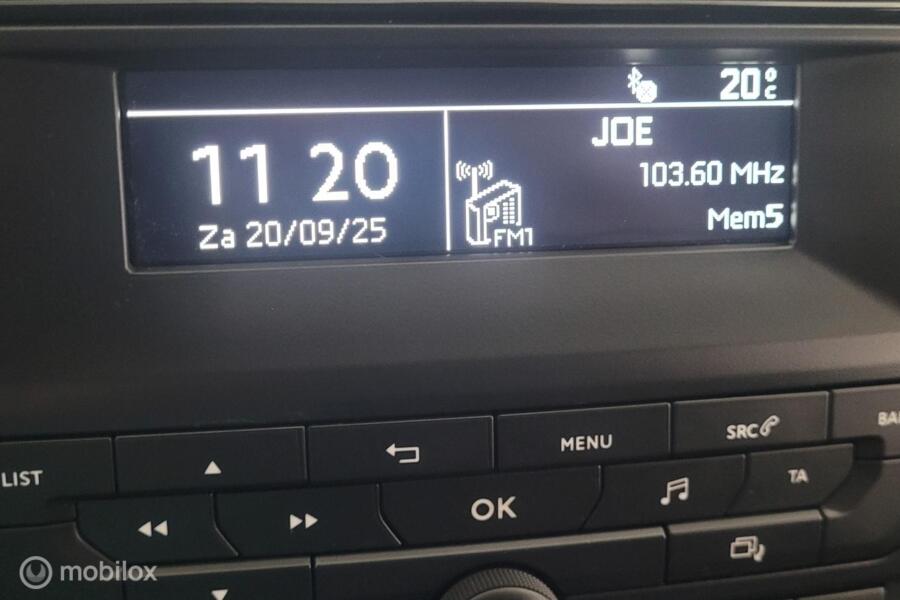 20°C
11 20
Za 20/09/25
JOE
103.60 MHz
Mem5
FM1
LIST
MENU
SRC
OK
TA
mobilox